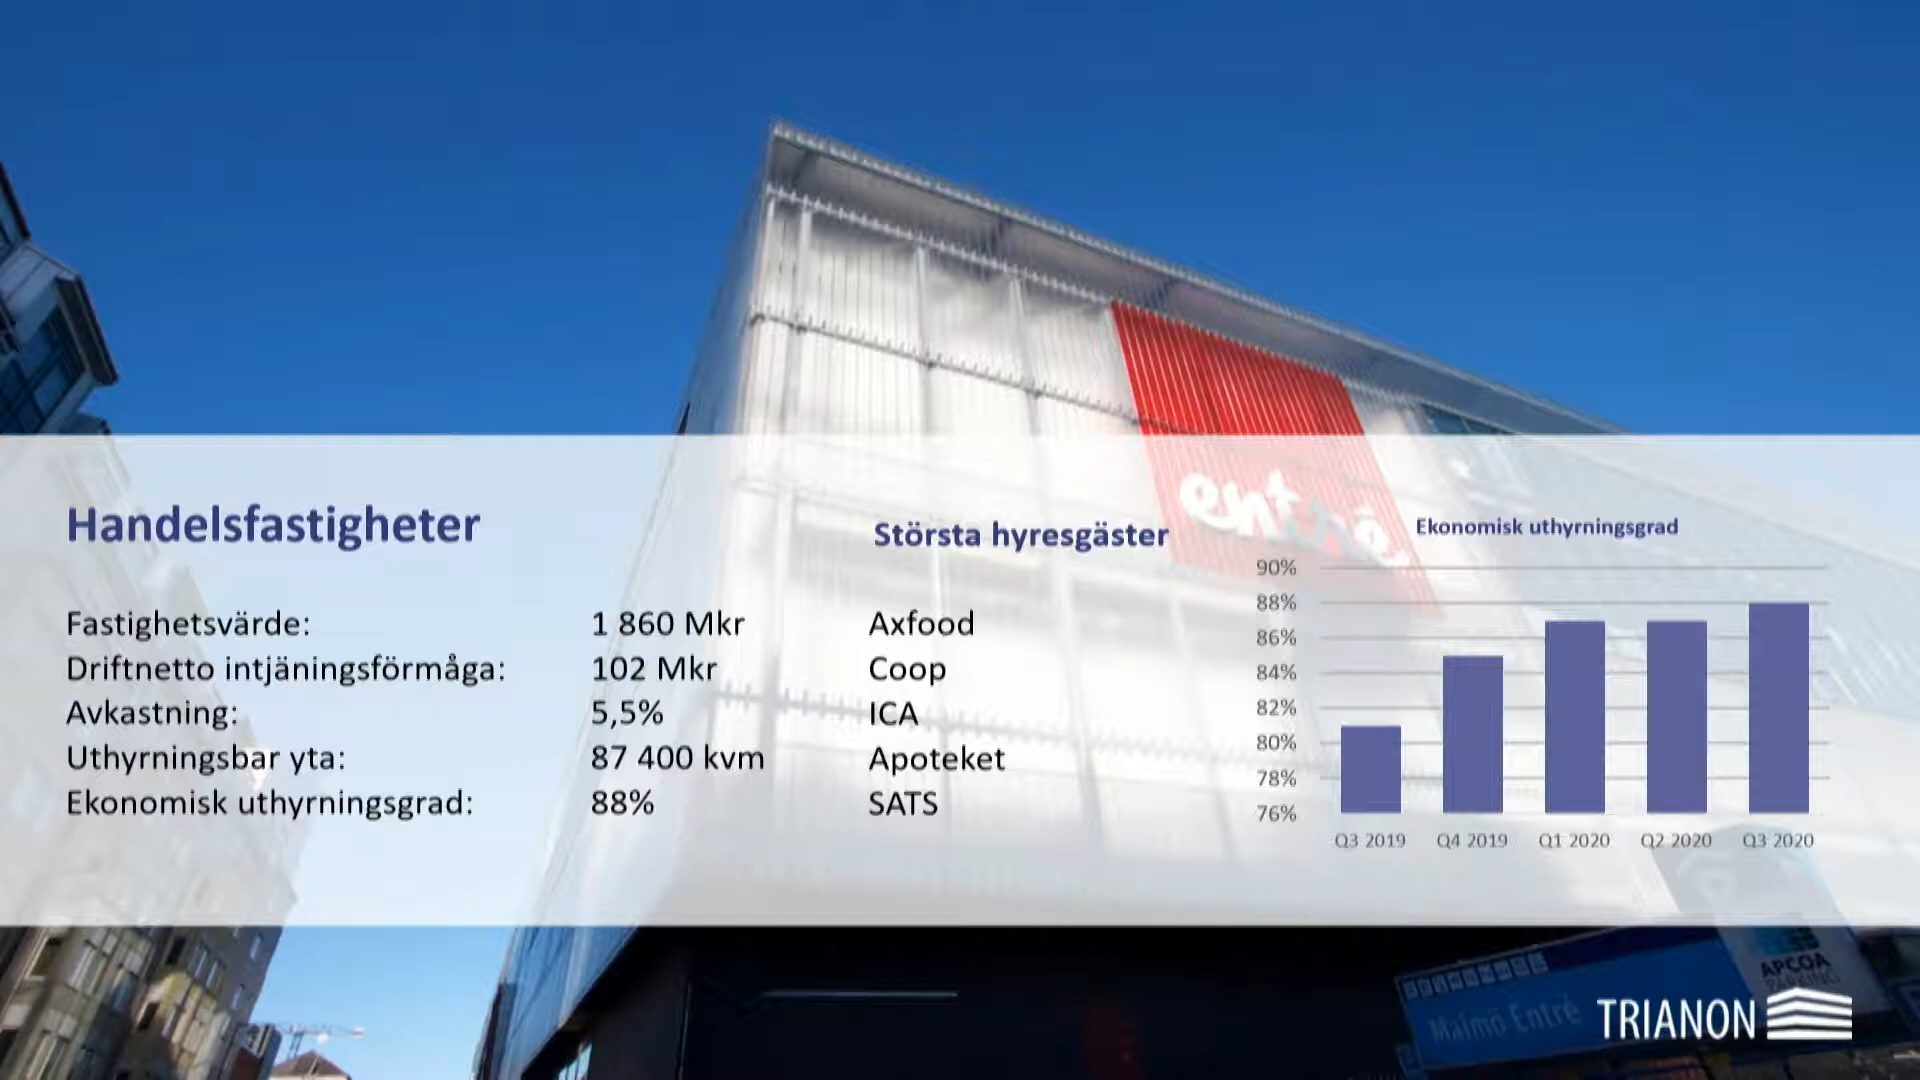 entré
Handelsfastigheter
Fastighetsvärde: 1 860 Mkr
Driftnetto intjäningsförmåga: 102 Mkr
Avkastning: 5,5%
Uthyrningsbar yta: 87 400 kvm
Ekonomisk uthyrningsgrad: 88%
Största hyresgäster
Axfood
Coop
ICA
Apoteket
SATS
Ekonomisk uthyrningsgrad
90%
88%
86%
84%
82%
80%
78%
76%
Q3 2019 Q4 2019 Q1 2020 Q2 2020 Q3 2020
APCOA
PARKING
Malmö Entré
TRIANON